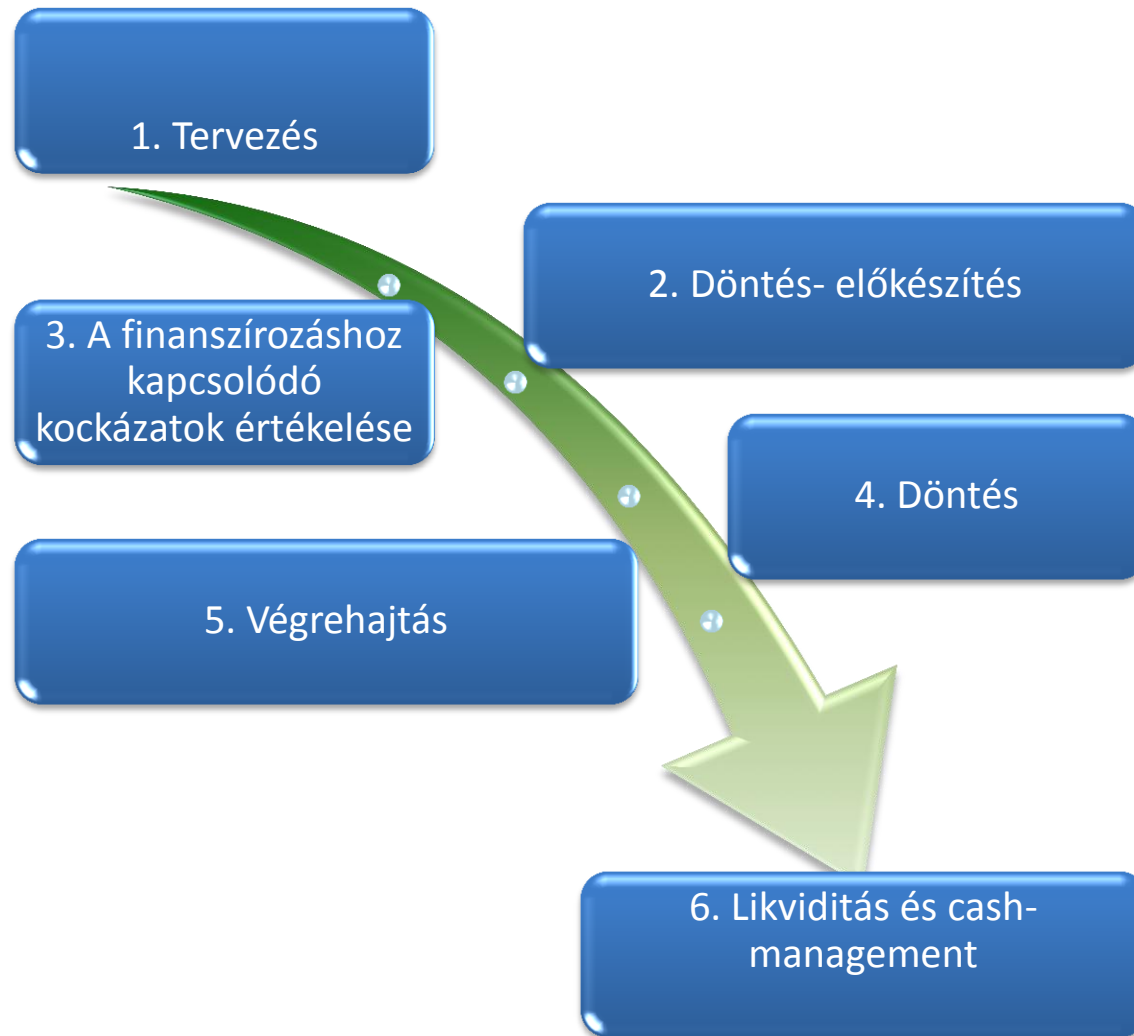 1. Tervezés
2. Döntés- előkészítés
3. A finanszírozáshoz
kapcsolódó
kockázatok értékelése
4. Döntés
5. Végrehajtás
6. Likviditás és cash-
management